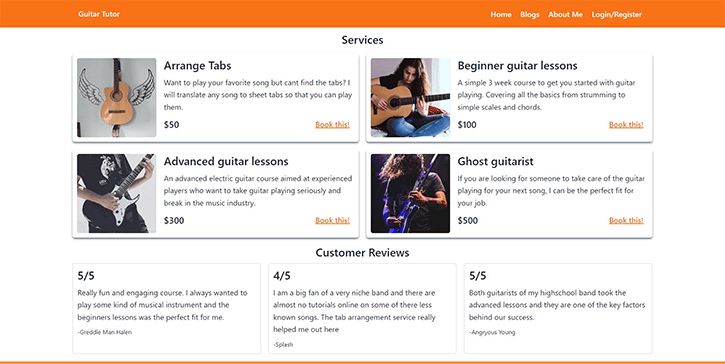 Guitar Tutor
Home Blogs About Me Login/Register
Services
Arrange Tabs
Want to play your favorite song but cant find the tabs? I
will translate any song to sheet tabs so that you can play
them.
$50 Book this!
Beginner guitar lessons
A simple 3 week course to get you started with guitar
playing. Covering all the basics from strumming to
simple scales and chords.
$100 Book this!
Advanced guitar lessons
An advanced electric guitar course aimed at experienced
players who want to take guitar playing seriously and
break in the music industry.
$300 Book this!
Ghost guitarist
If you are looking for someone to take care of the guitar
playing for your next song, I can be the perfect fit for
your job.
$500 Book this!
Customer Reviews
5/5
Really fun and engaging course. I always wanted to
play some kind of musical instrument and the
beginners lessons was the perfect fit for me.
-Greddie Man Halen
4/5
I am a big fan of a very niche band and there are
almost no tutorials online on some of there less
known songs. The tab arrangement service really
helped me out here
-Splash
5/5
Both guitarists of my highschool band took the
advanced lessons and they are one of the key factors
behind our success.
-Angryous Young